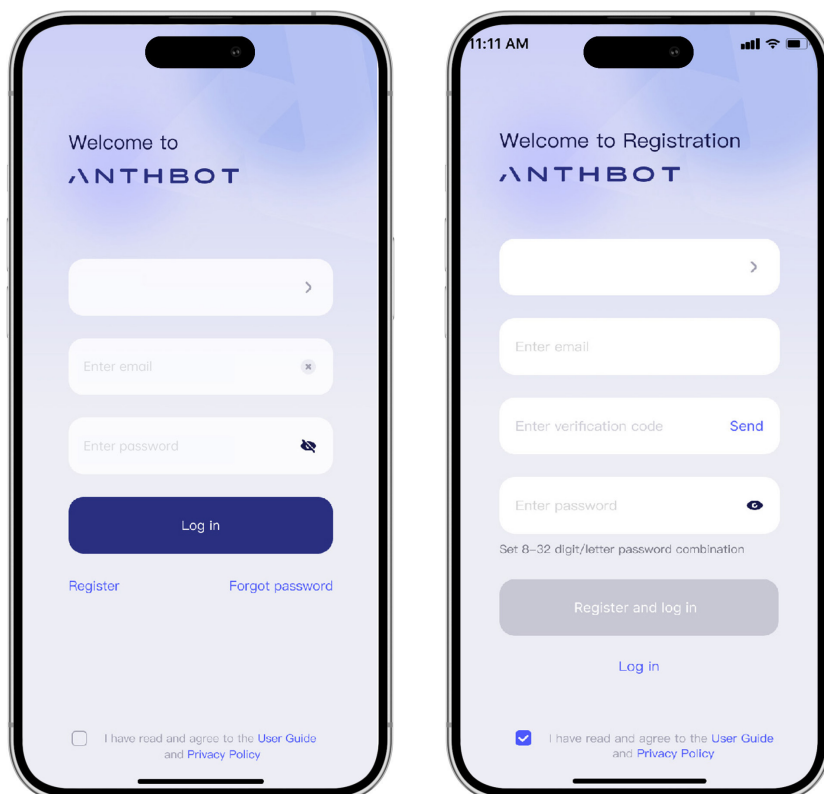 Welcome to
ANTHBOT
Enter email
Enter password
Log in
Register
Forgot password
I have read and agree to the User Guide
and Privacy Policy
11:11 AM
Welcome to Registration
ANTHBOT
Enter email
Enter verification code
Send
Enter password
Set 8-32 digit/letter password combination
Register and log in
Log in
I have read and agree to the User Guide
and Privacy Policy